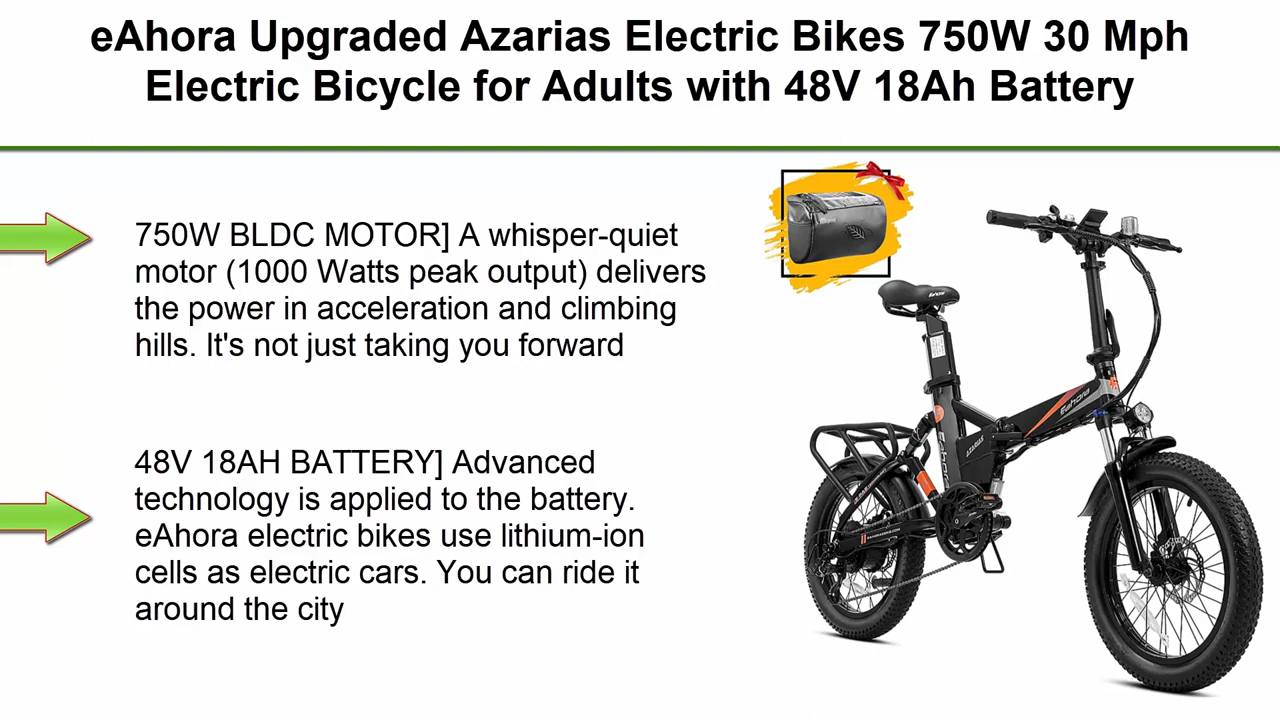 eAhora Upgraded Azarias Electric Bikes 750W 30 Mph
Electric Bicycle for Adults with 48V 18Ah Battery
750W BLDC MOTOR] A whisper-quiet
motor (1000 Watts peak output) delivers
the power in acceleration and climbing
hills. It's not just taking you forward
48V 18AH BATTERY] Advanced
technology is applied to the battery.
eAhora electric bikes use lithium-ion
cells as electric cars. You can ride it
around the city
Eahora
AZARIAS
Eahora